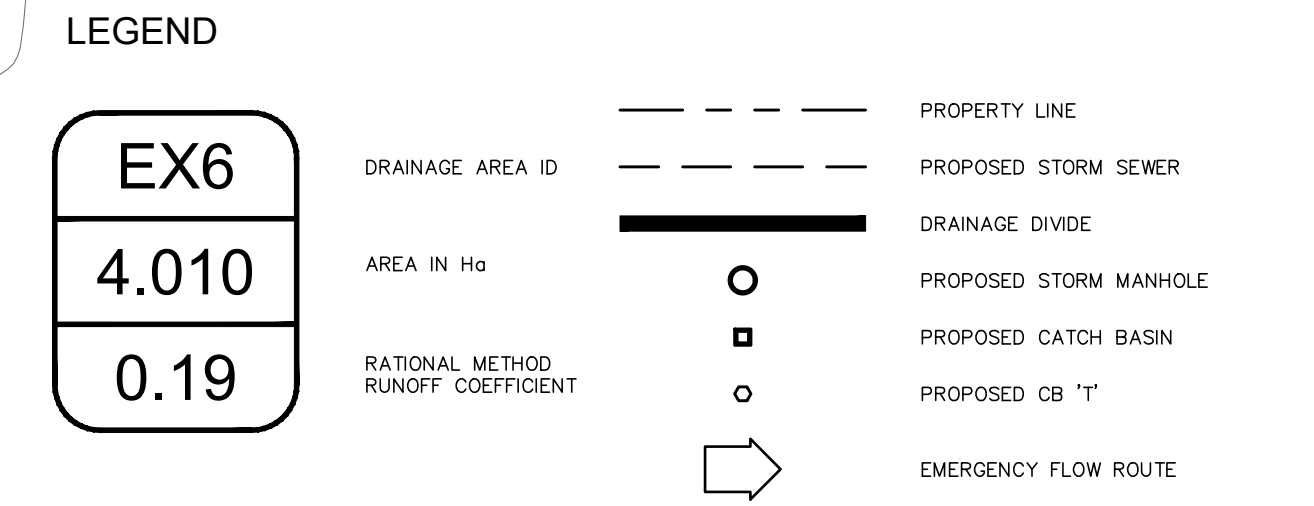 LEGEND
EX6
DRAINAGE AREA ID
4.010
AREA IN Ha
0.19
RATIONAL METHOD
RUNOFF COEFFICIENT
PROPERTY LINE
PROPOSED STORM SEWER
DRAINAGE DIVIDE
PROPOSED STORM MANHOLE
PROPOSED CATCH BASIN
PROPOSED CB 'T'
EMERGENCY FLOW ROUTE